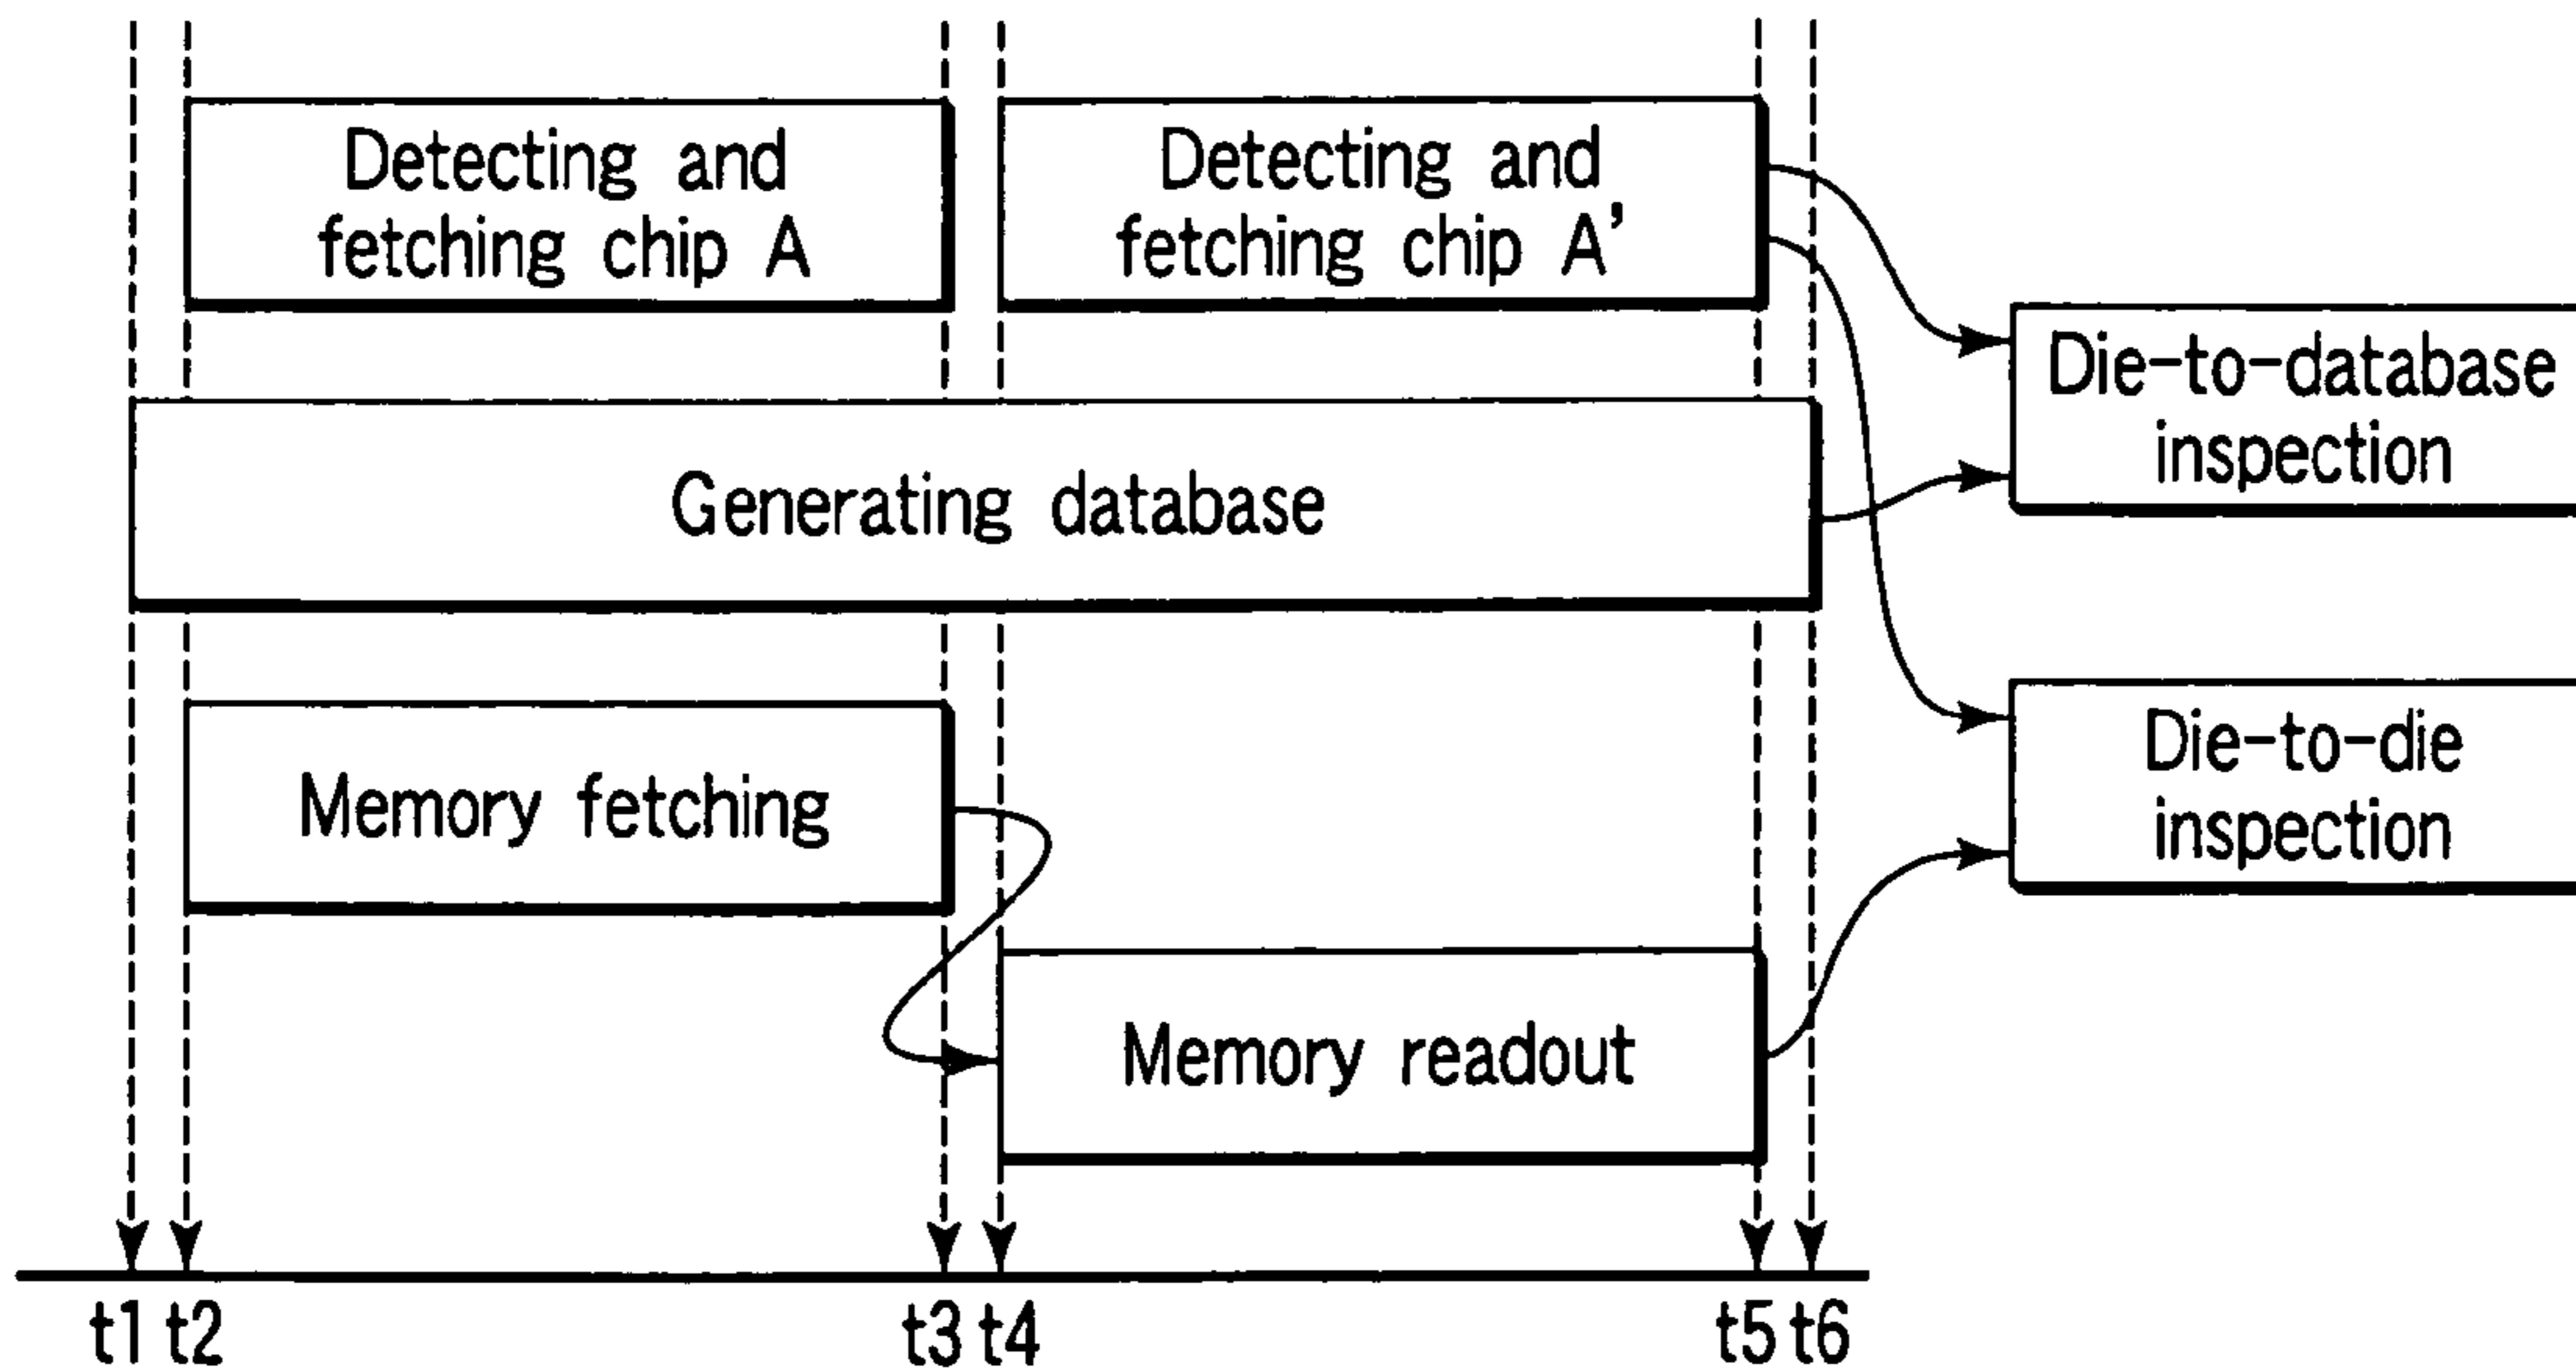 Detecting and
fetching chip A
Detecting and
fetching chip A'
Die-to-database
inspection
Generating database
Die-to-die
inspection
Memory fetching
Memory readout
t1 t2 t3 t4 t5 t6